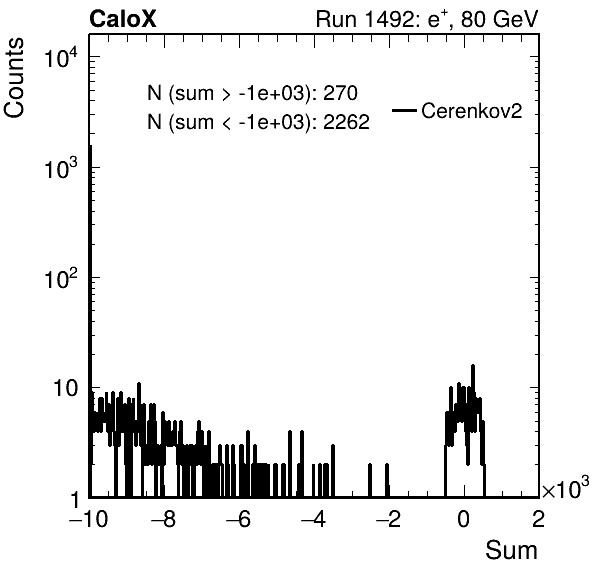 CaloX Run 1492: e⁺, 80 GeV
Counts
N (sum > -1e+03): 270
N (sum < -1e+03): 2262
Cerenkov2
10⁴
10³
10²
10
1
−10 −8 −6 −4 −2 0 2
×10³
Sum